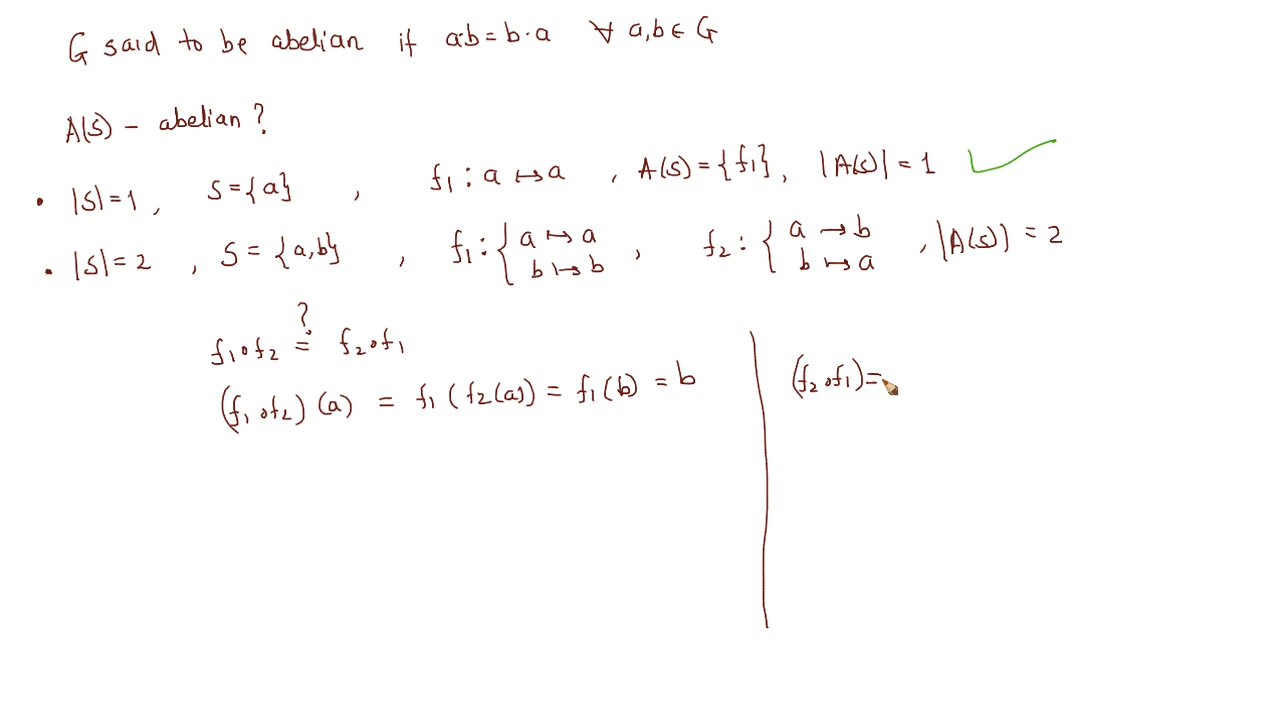 G said to be abelian if a·b = b·a ∀ a,b ∈ G
A(S) – abelian ?
• |S| = 1 , S = {a} , f₁ : a ↦ a , A(S) = {f₁} , |A(S)| = 1 ✓
• |S| = 2 , S = {a,b} , f₁ : { a ↦ a b ↦ b , f₂ : { a → b b ↦ a , |A(S)| = 2
?
f₁∘f₂ = f₂∘f₁
(f₁∘f₂)(a) = f₁(f₂(a)) = f₁(b) = b | (f₂∘f₁) =